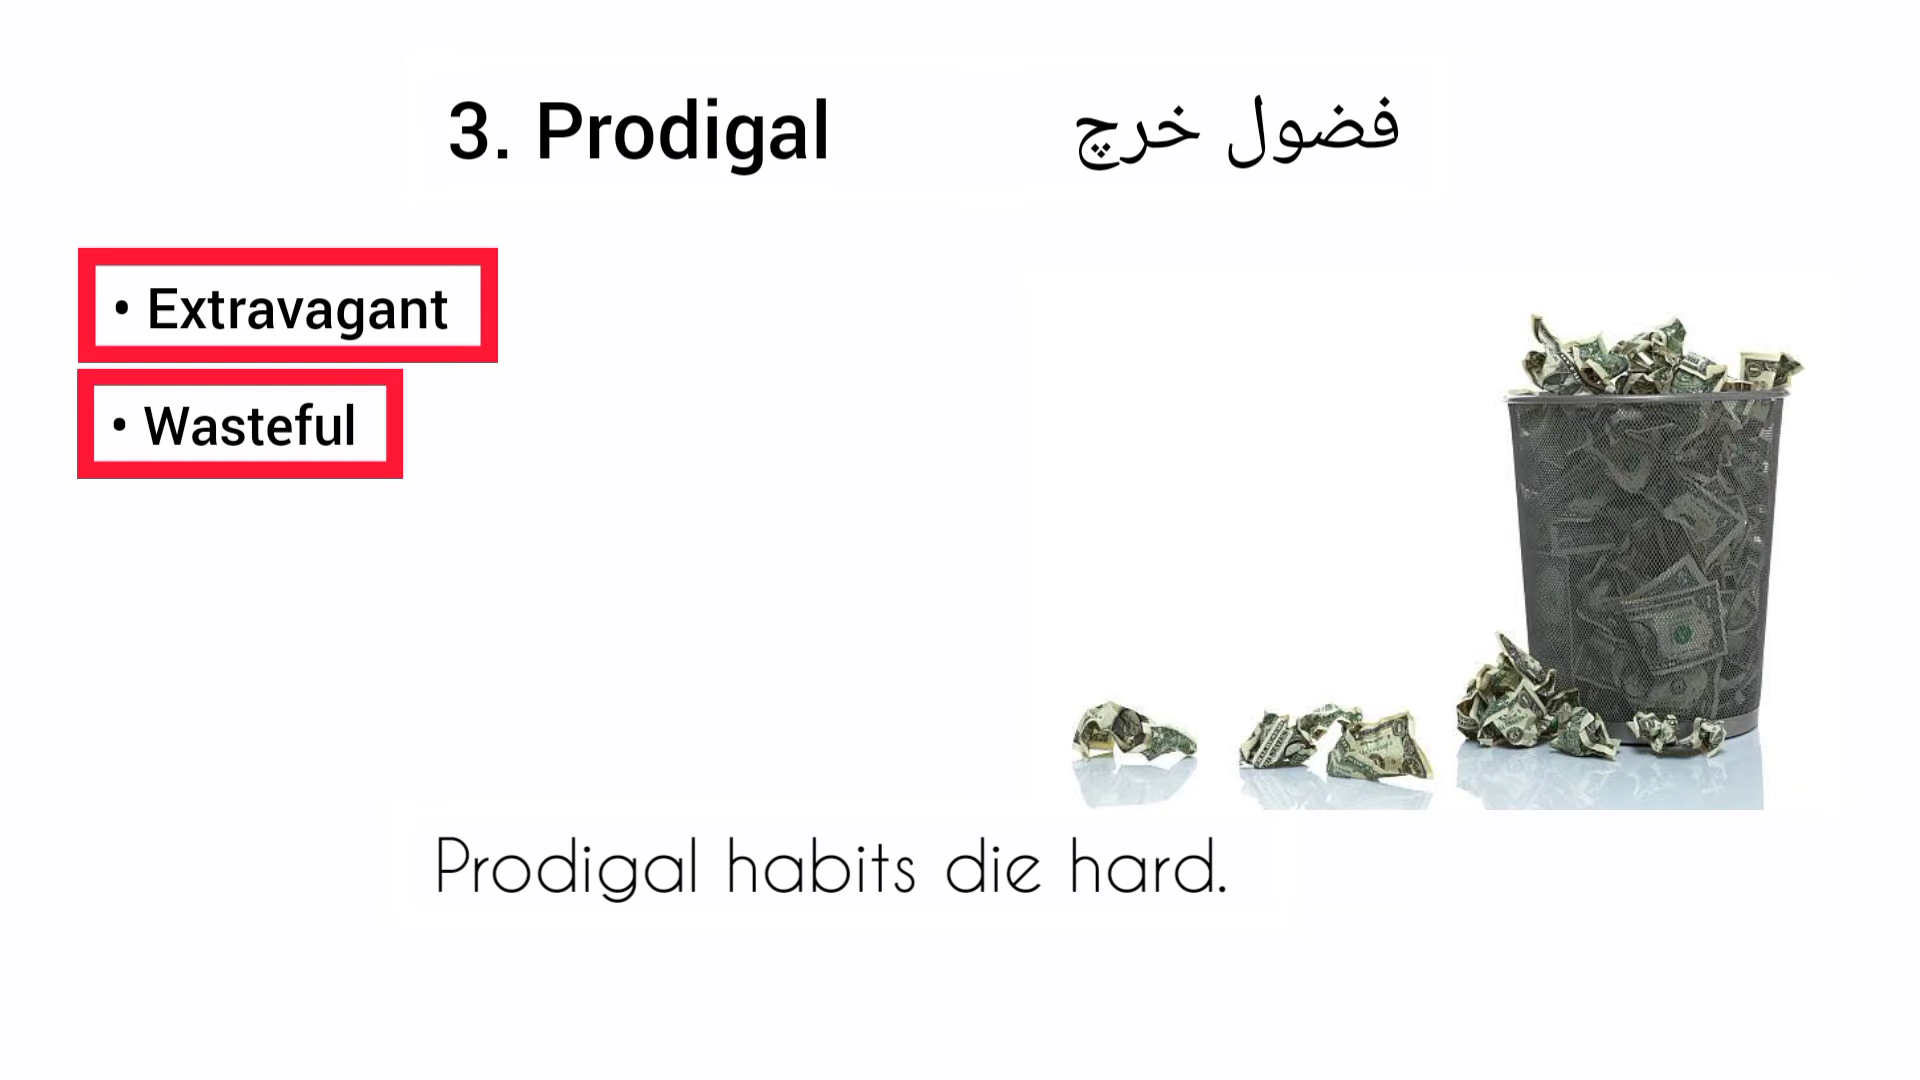 3. Prodigal فضول خرچ
• Extravagant
• Wasteful
Prodigal habits die hard.